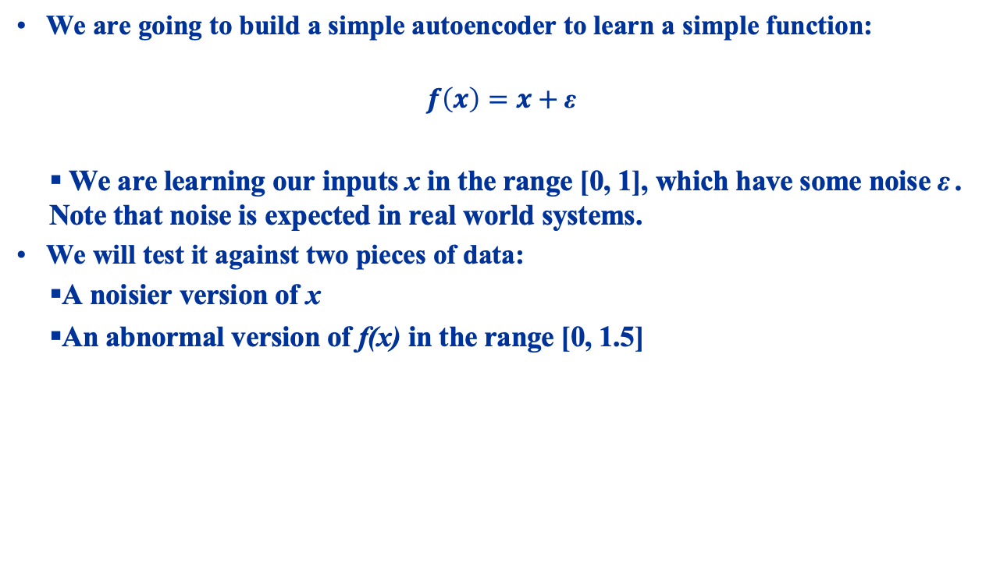 • We are going to build a simple autoencoder to learn a simple function:
f(x) = x + ε
▪ We are learning our inputs x in the range [0, 1], which have some noise ε .
Note that noise is expected in real world systems.
• We will test it against two pieces of data:
▪A noisier version of x
▪An abnormal version of f(x) in the range [0, 1.5]